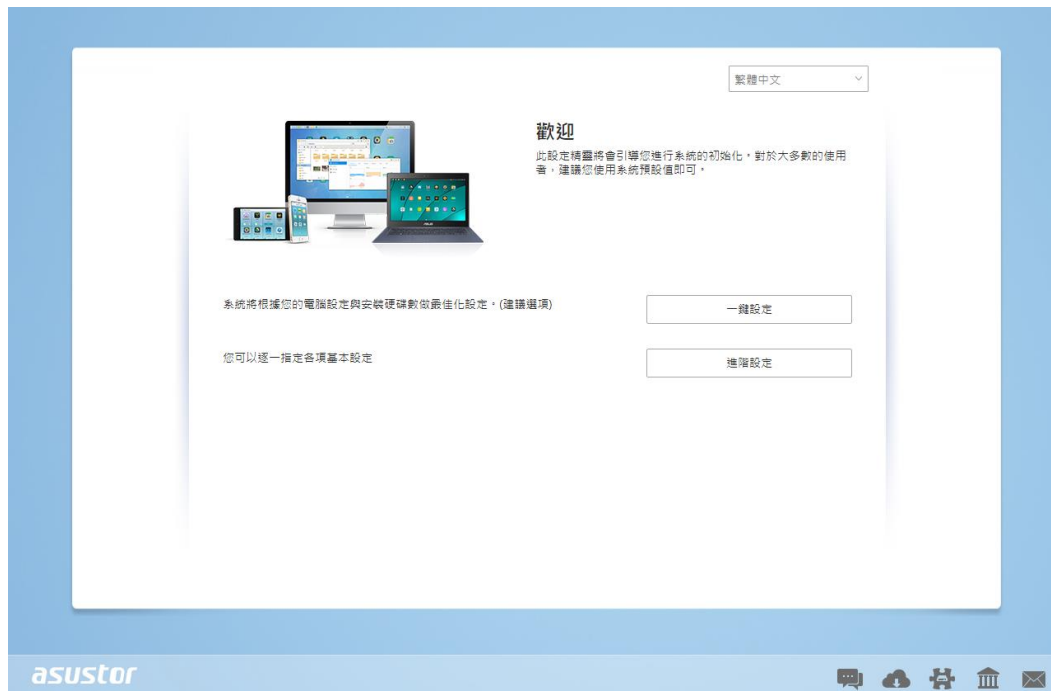 繁體中文
歡迎
此設定精靈將會引導您進行系統的初始化。對於大多數的使用
者，建議您使用系統預設值即可。
系統將根據您的電腦設定與安裝硬碟數做最佳化設定。(建議選項)
一鍵設定
您可以逐一指定各項基本設定
進階設定
asustor